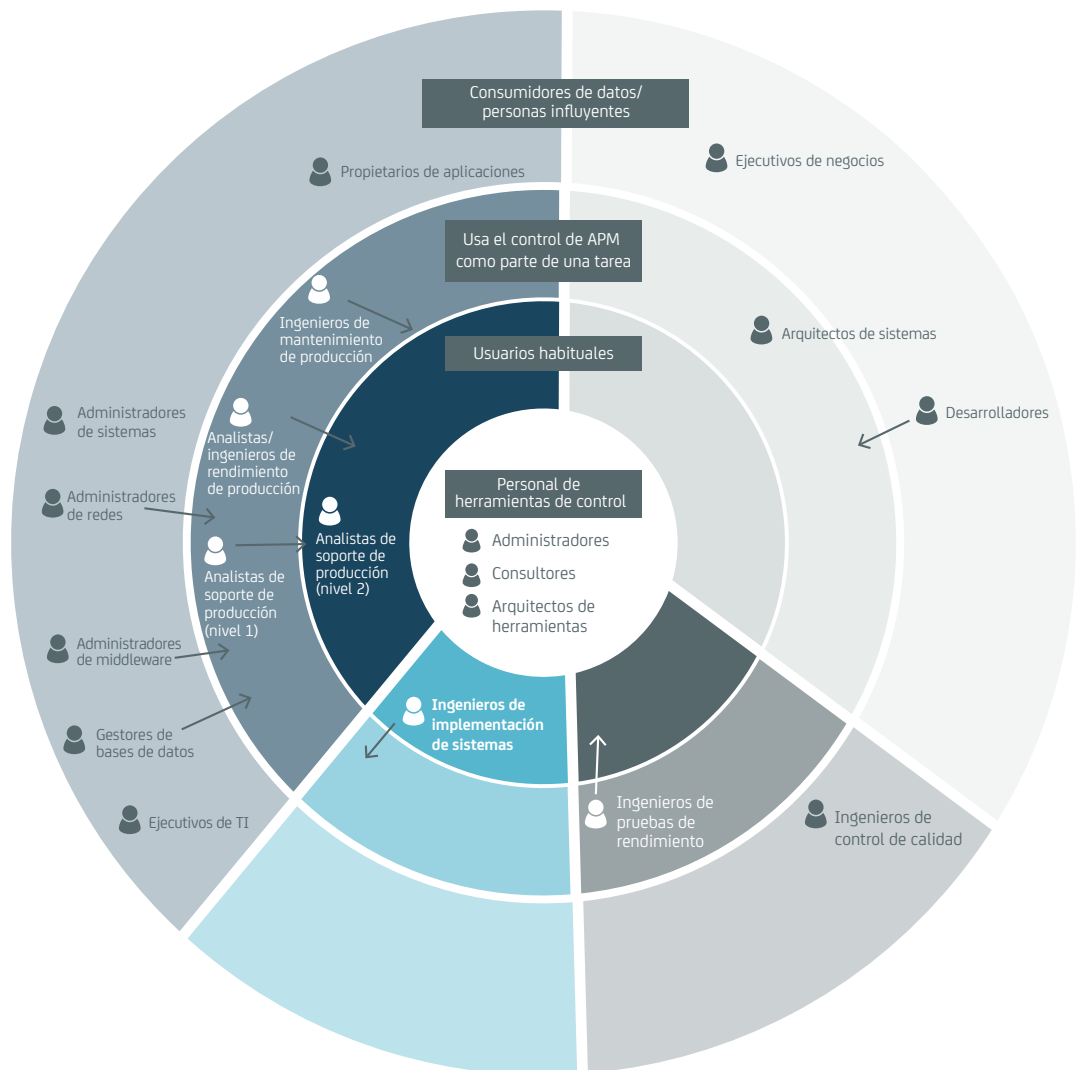 Consumidores de datos/
personas influyentes
Propietarios de aplicaciones
Ejecutivos de negocios
Usa el control de APM
como parte de una tarea
Ingenieros de
mantenimiento
de producción
Usuarios habituales
Arquitectos de sistemas
Administradores
de sistemas
Analistas/
ingenieros de
rendimiento
de producción
Desarrolladores
Personal de
herramientas de control
Administradores
Consultores
Arquitectos de
herramientas
Administradores
de redes
Analistas de
soporte de
producción
(nivel 2)
Analistas de
soporte de
producción
(nivel 1)
Administradores
de middleware
Gestores de
bases de datos
Ejecutivos de TI
Ingenieros de
implementación
de sistemas
Ingenieros de
pruebas de
rendimiento
Ingenieros de
control de calidad